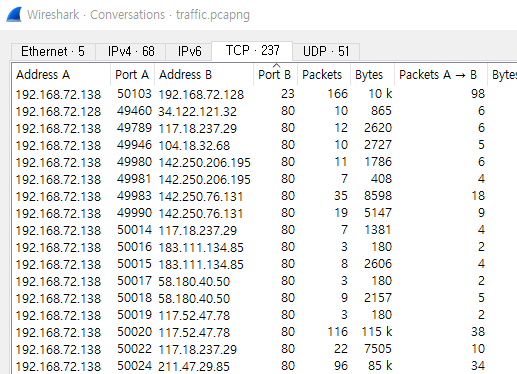 Wireshark · Conversations · traffic.pcapng
Ethernet · 5 IPv4 · 68 IPv6 TCP · 237 UDP · 51
Address A Port A Address B Port B Packets Bytes Packets A → B Bytes
192.168.72.138 50103 192.168.72.128 23 166 10 k 98
192.168.72.128 49460 34.122.121.32 80 10 865 6
192.168.72.138 49789 117.18.237.29 80 12 2620 6
192.168.72.138 49946 104.18.32.68 80 10 2727 5
192.168.72.138 49980 142.250.206.195 80 11 1786 6
192.168.72.138 49981 142.250.206.195 80 7 408 4
192.168.72.138 49983 142.250.76.131 80 35 8598 18
192.168.72.138 49990 142.250.76.131 80 19 5147 9
192.168.72.138 50014 117.18.237.29 80 7 1381 4
192.168.72.138 50016 183.111.134.85 80 3 180 2
192.168.72.138 50015 183.111.134.85 80 8 2606 4
192.168.72.138 50017 58.180.40.50 80 3 180 2
192.168.72.138 50018 58.180.40.50 80 9 2157 5
192.168.72.138 50019 117.52.47.78 80 3 180 2
192.168.72.138 50020 117.52.47.78 80 116 115 k 38
192.168.72.138 50022 117.18.237.29 80 22 7505 10
192.168.72.138 50024 211.47.29.85 80 96 85 k 34